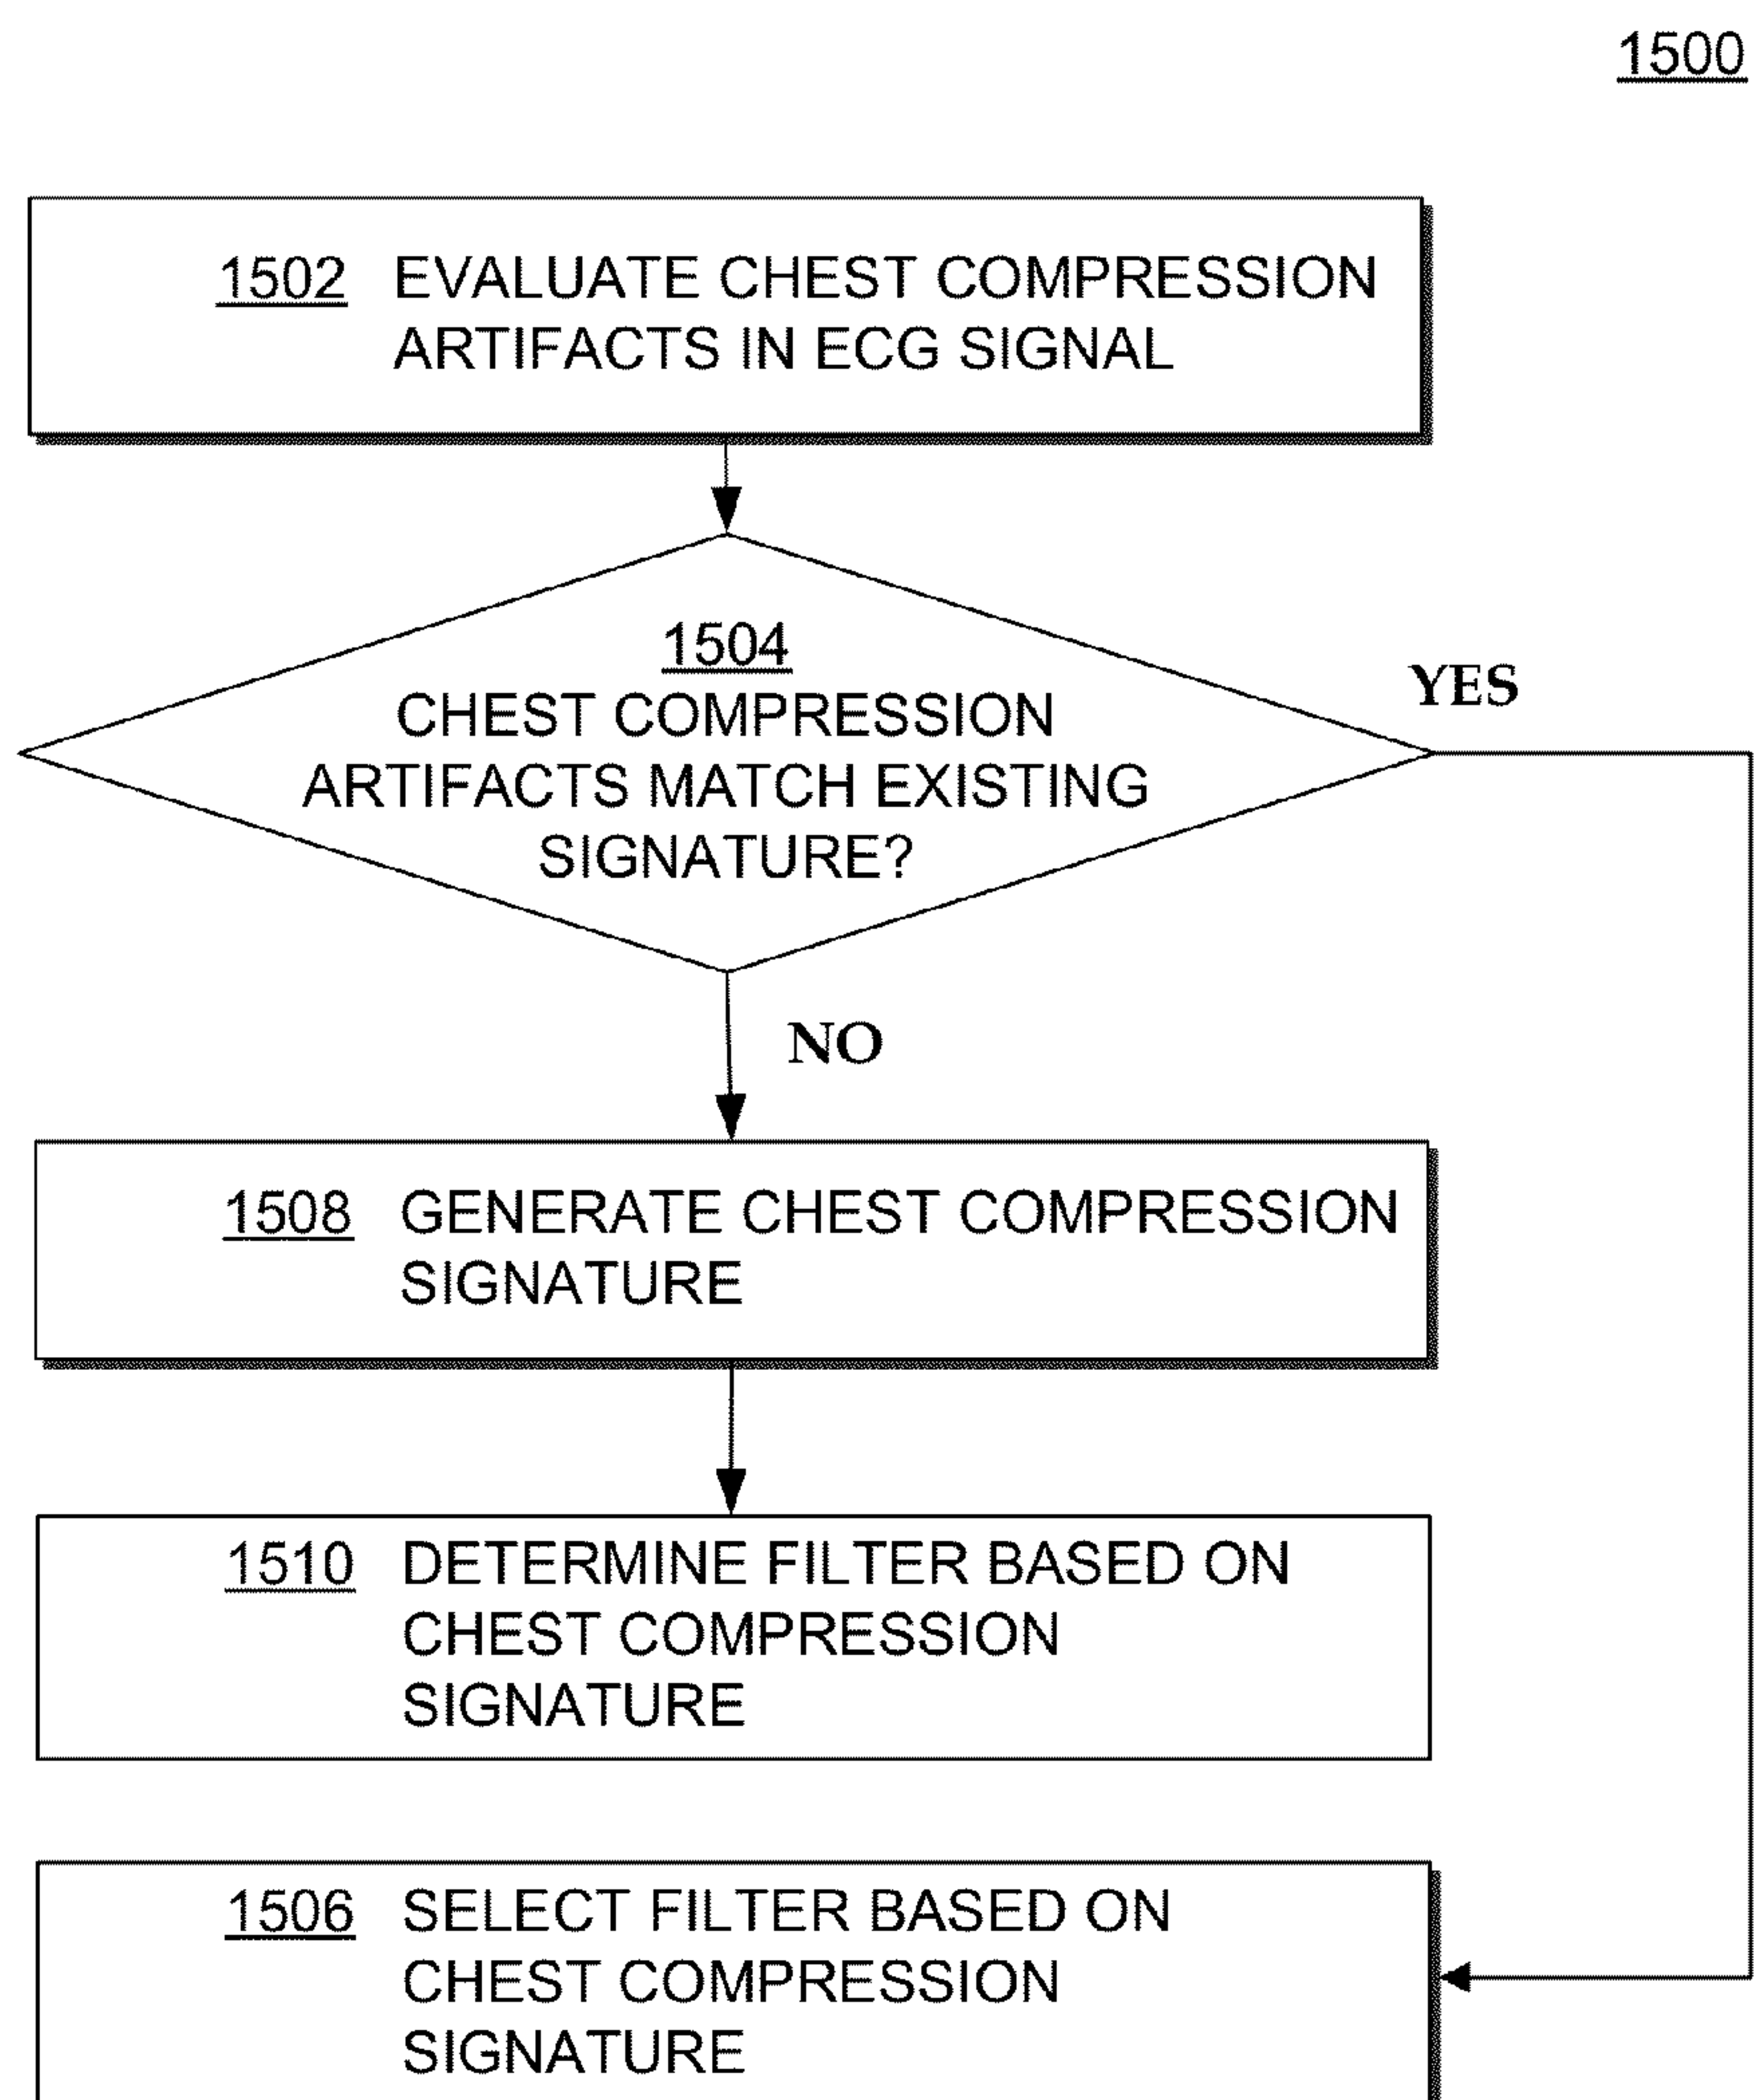 1500
1502 EVALUATE CHEST COMPRESSION
ARTIFACTS IN ECG SIGNAL
1504
CHEST COMPRESSION
ARTIFACTS MATCH EXISTING
SIGNATURE?
YES
NO
1508 GENERATE CHEST COMPRESSION
SIGNATURE
1510 DETERMINE FILTER BASED ON
CHEST COMPRESSION
SIGNATURE
1506 SELECT FILTER BASED ON
CHEST COMPRESSION
SIGNATURE